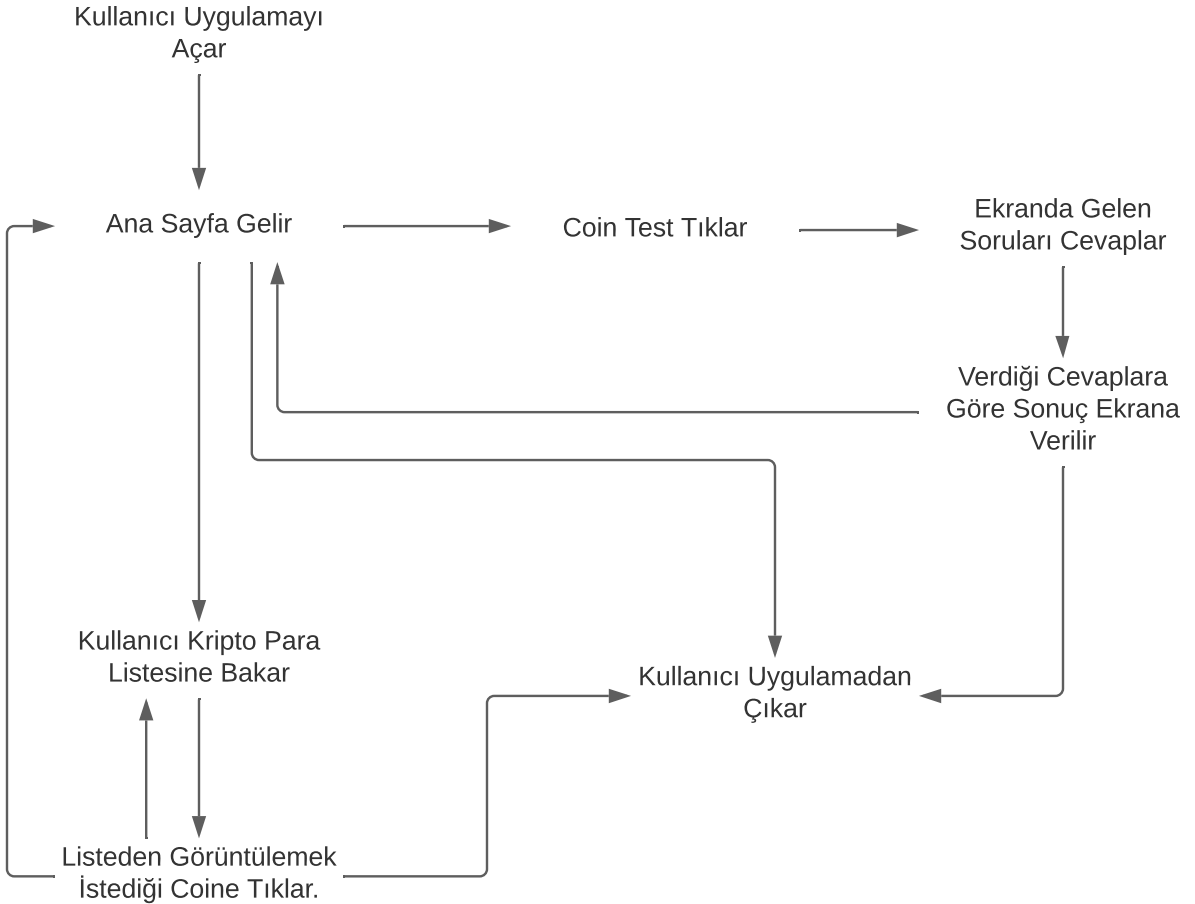 Kullanıcı Uygulamayı
Açar
Ana Sayfa Gelir
Coin Test Tıklar
Ekranda Gelen
Soruları Cevaplar
Verdiği Cevaplara
Göre Sonuç Ekrana
Verilir
Kullanıcı Kripto Para
Listesine Bakar
Kullanıcı Uygulamadan
Çıkar
Listeden Görüntülemek
İstediği Coine Tıklar.